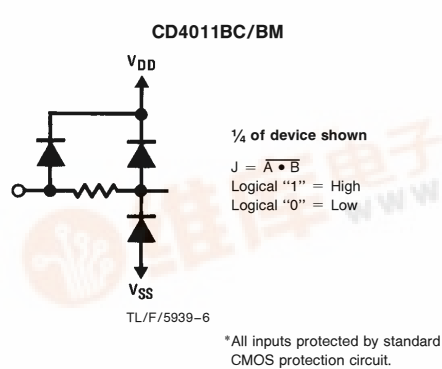 CD4011BC/BM
VDD
¼ of device shown
J = A • B
Logical “1” = High
Logical “0” = Low
VSS
TL/F/5939–6
*All inputs protected by standard
CMOS protection circuit.